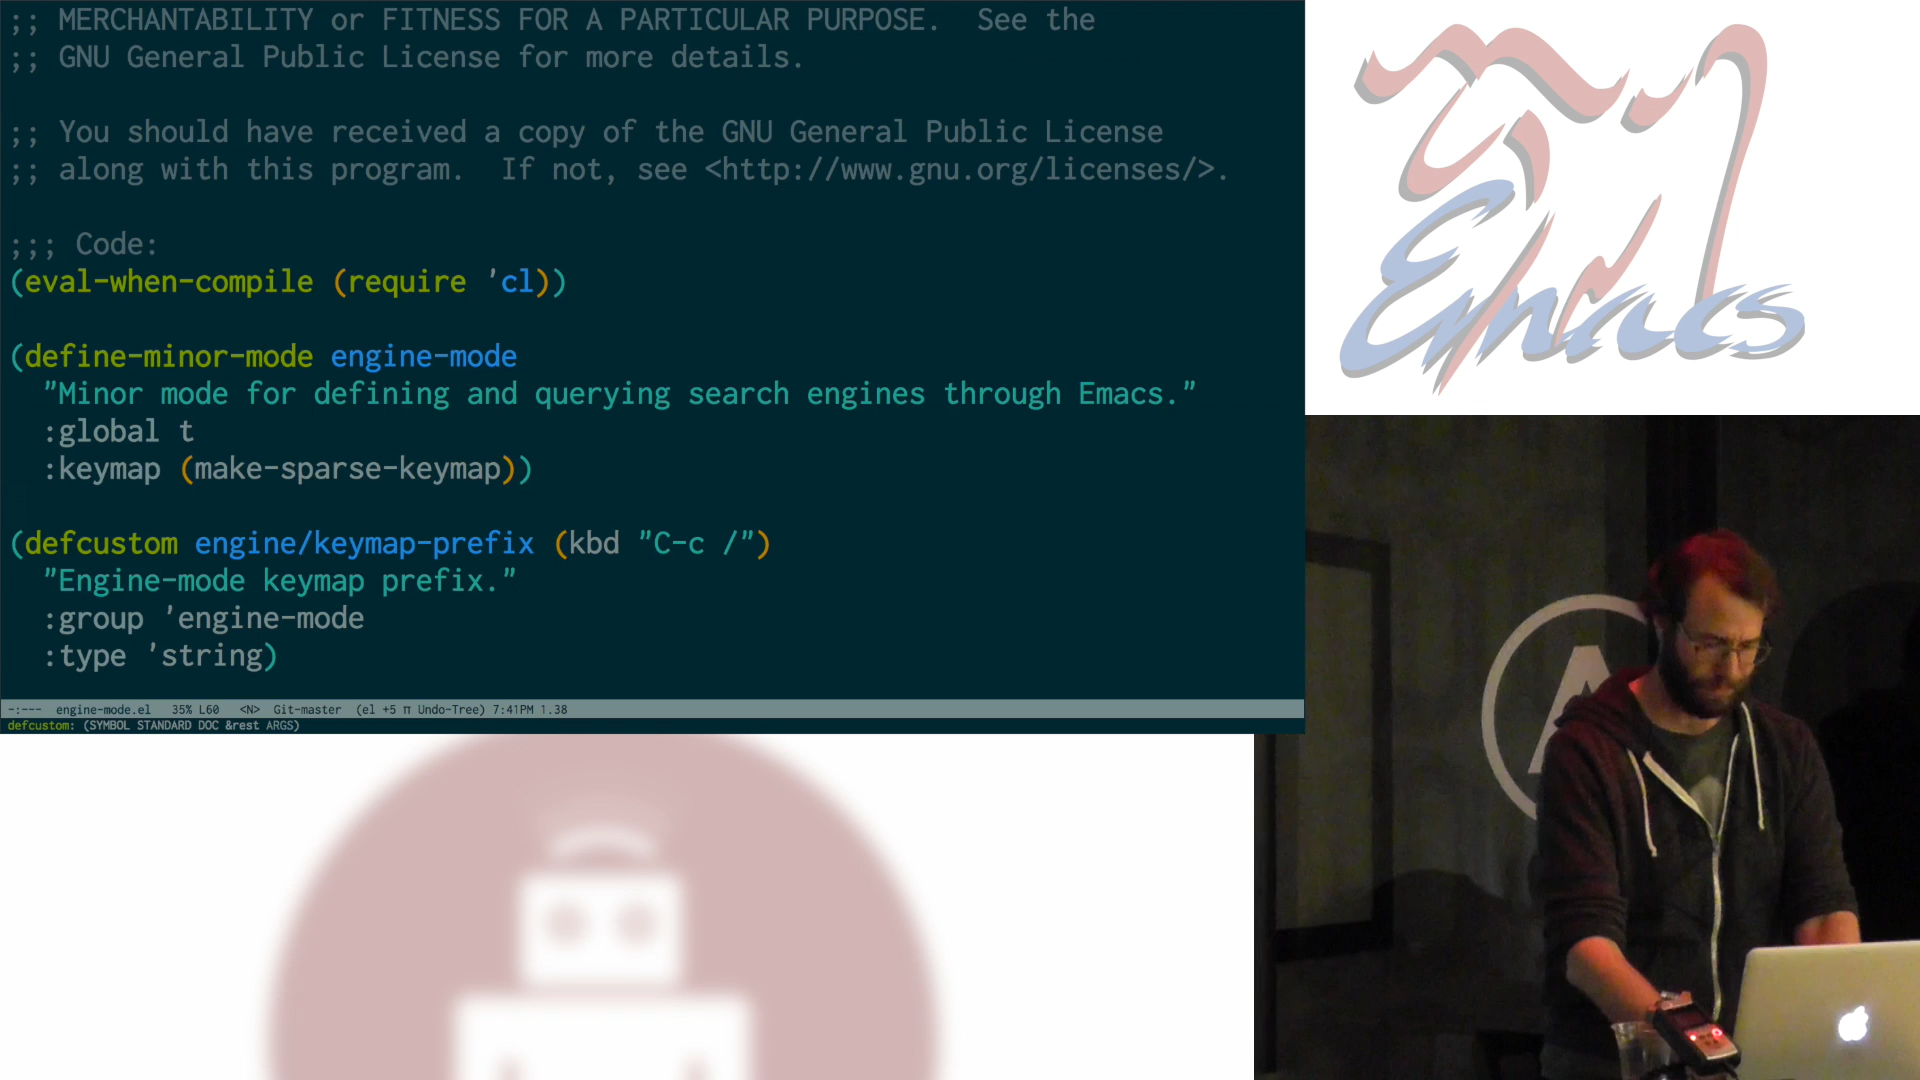 ;; MERCHANTABILITY or FITNESS FOR A PARTICULAR PURPOSE.  See the
;; GNU General Public License for more details.
;; You should have received a copy of the GNU General Public License
;; along with this program.  If not, see <http://www.gnu.org/licenses/>.
;;; Code:
(eval-when-compile (require 'cl))
(define-minor-mode engine-mode
"Minor mode for defining and querying search engines through Emacs."
:global t
:keymap (make-sparse-keymap))
(defcustom engine/keymap-prefix (kbd "C-c /")
"Engine-mode keymap prefix."
:group 'engine-mode
:type 'string)
-:---  engine-mode.el   35% L60   <N>  Git-master  (el +5 π Undo-Tree) 7:41PM 1.38
defcustom: (SYMBOL STANDARD DOC &rest ARGS)
Emacs
A